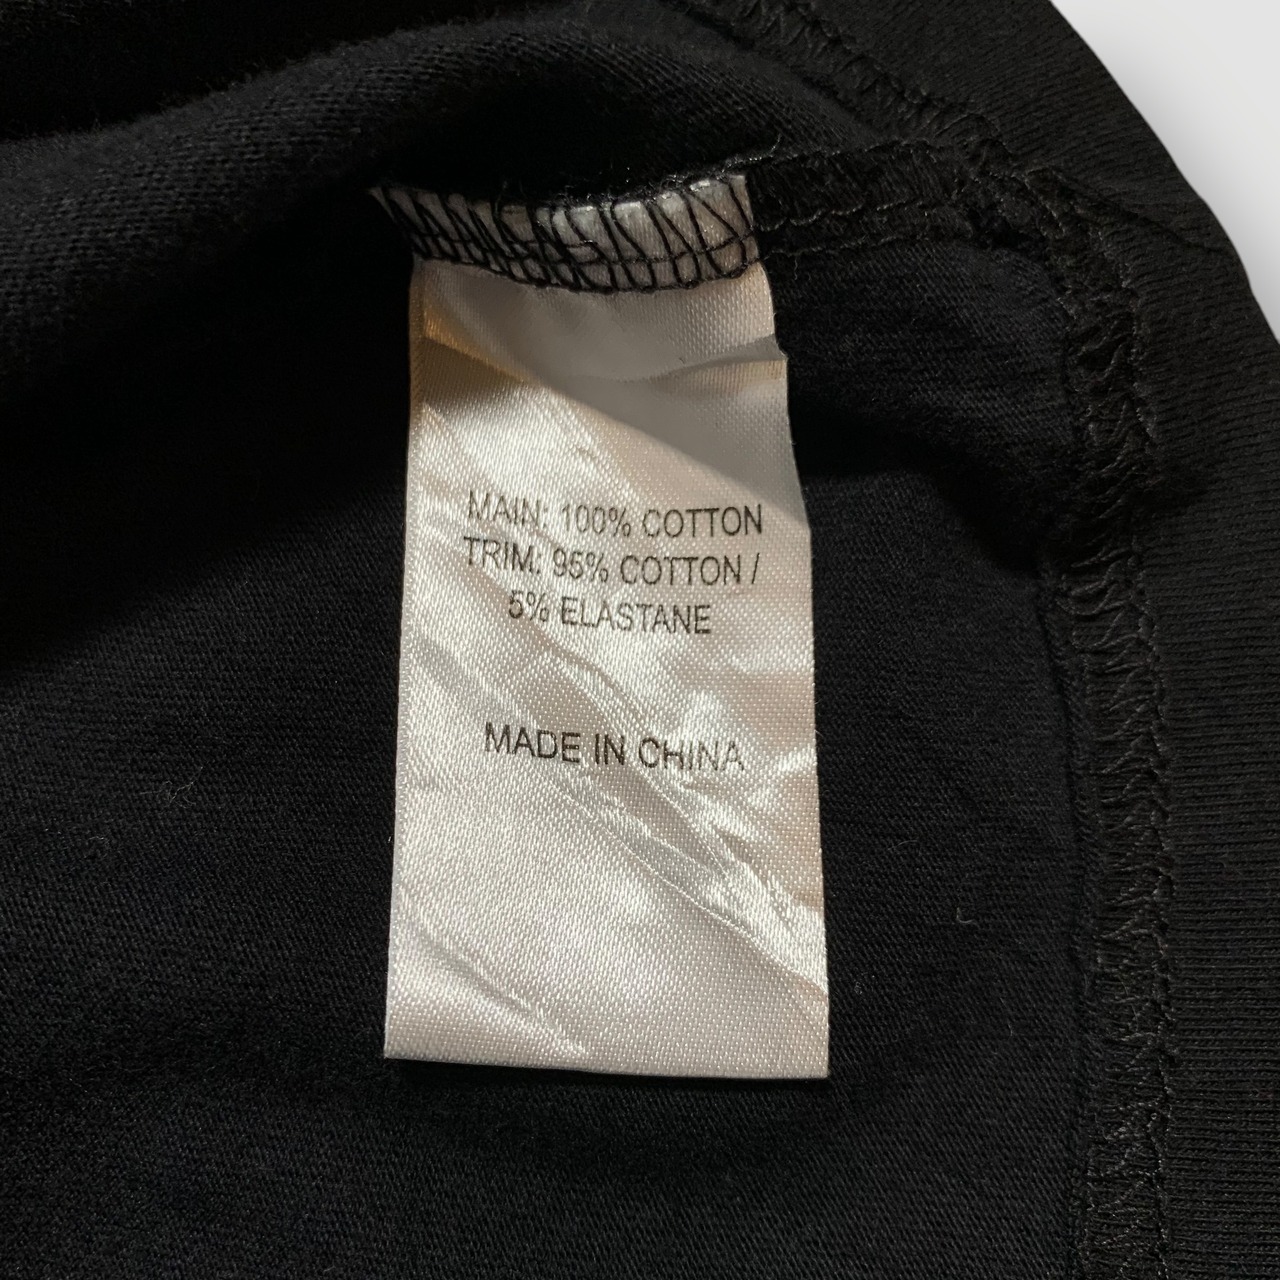 MAIN: 100% COTTON
TRIM: 95% COTTON /
5% ELASTANE
MADE IN CHINA